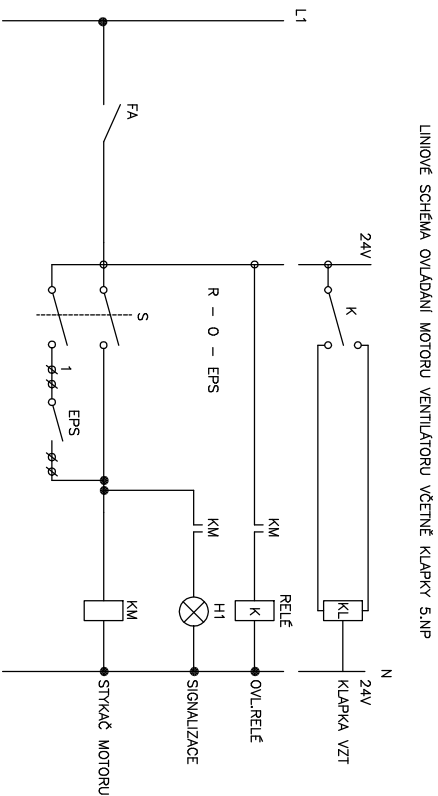 LINIOVÉ SCHÉMA OVLÁDÁNÍ MOTORU VENTILÁTORU VČETNĚ KLAPKY 5.NP
L1
24V
N
24V
K
KL
KLAPKA VZT
R – O – EPS
KM
RELÉ
K
OVL.RELÉ
KM
H1
SIGNALIZACE
FA
S
KM
STYKAČ MOTORU
1
EPS